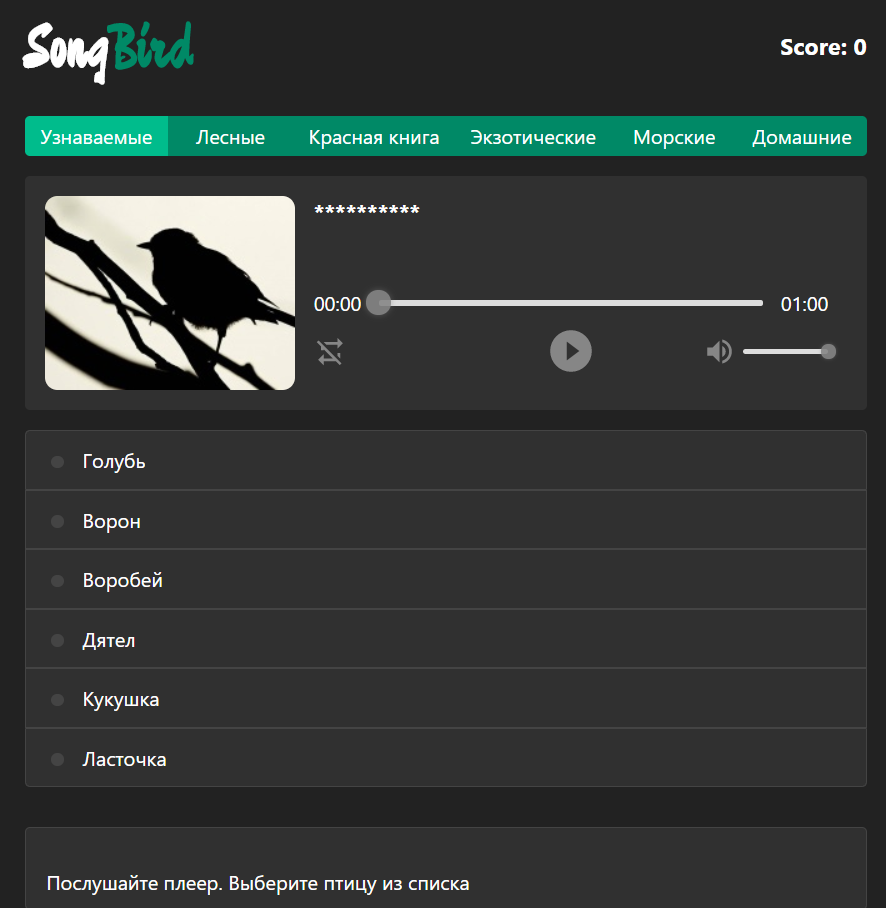 SongBird
Score: 0
Узнаваемые Лесные Красная книга Экзотические Морские Домашние
**********
00:00 01:00
Голубь
Ворон
Воробей
Дятел
Кукушка
Ласточка
Послушайте плеер. Выберите птицу из списка